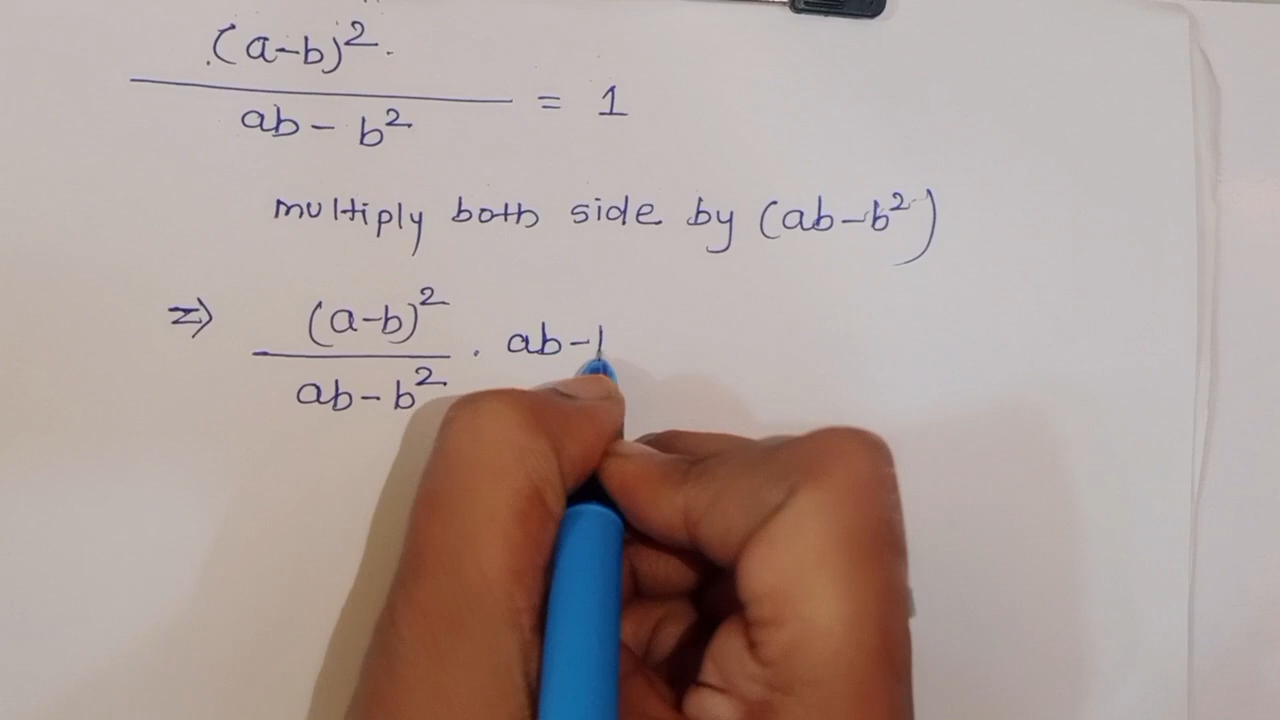 (a-b)²
ab - b² = 1
multiply both side by (ab-b²)
⇒ (a-b)² . ab-
ab-b²